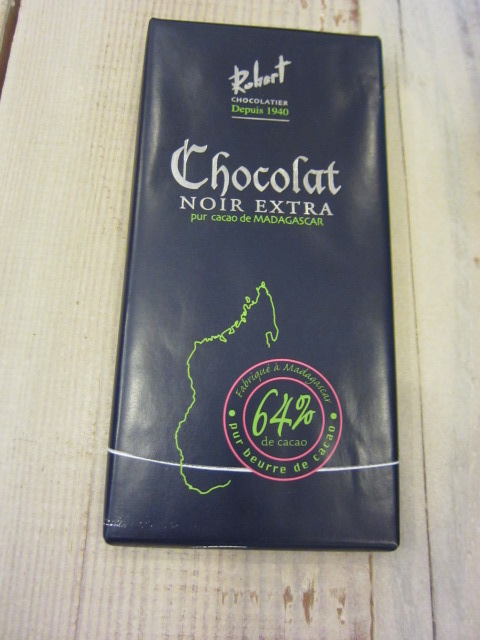 Robert
CHOCOLATIER
Depuis 1940
Chocolat
NOIR EXTRA
pur cacao de MADAGASCAR
Fabriqué à Madagascar
64%
de cacao
• pur beurre de cacao •